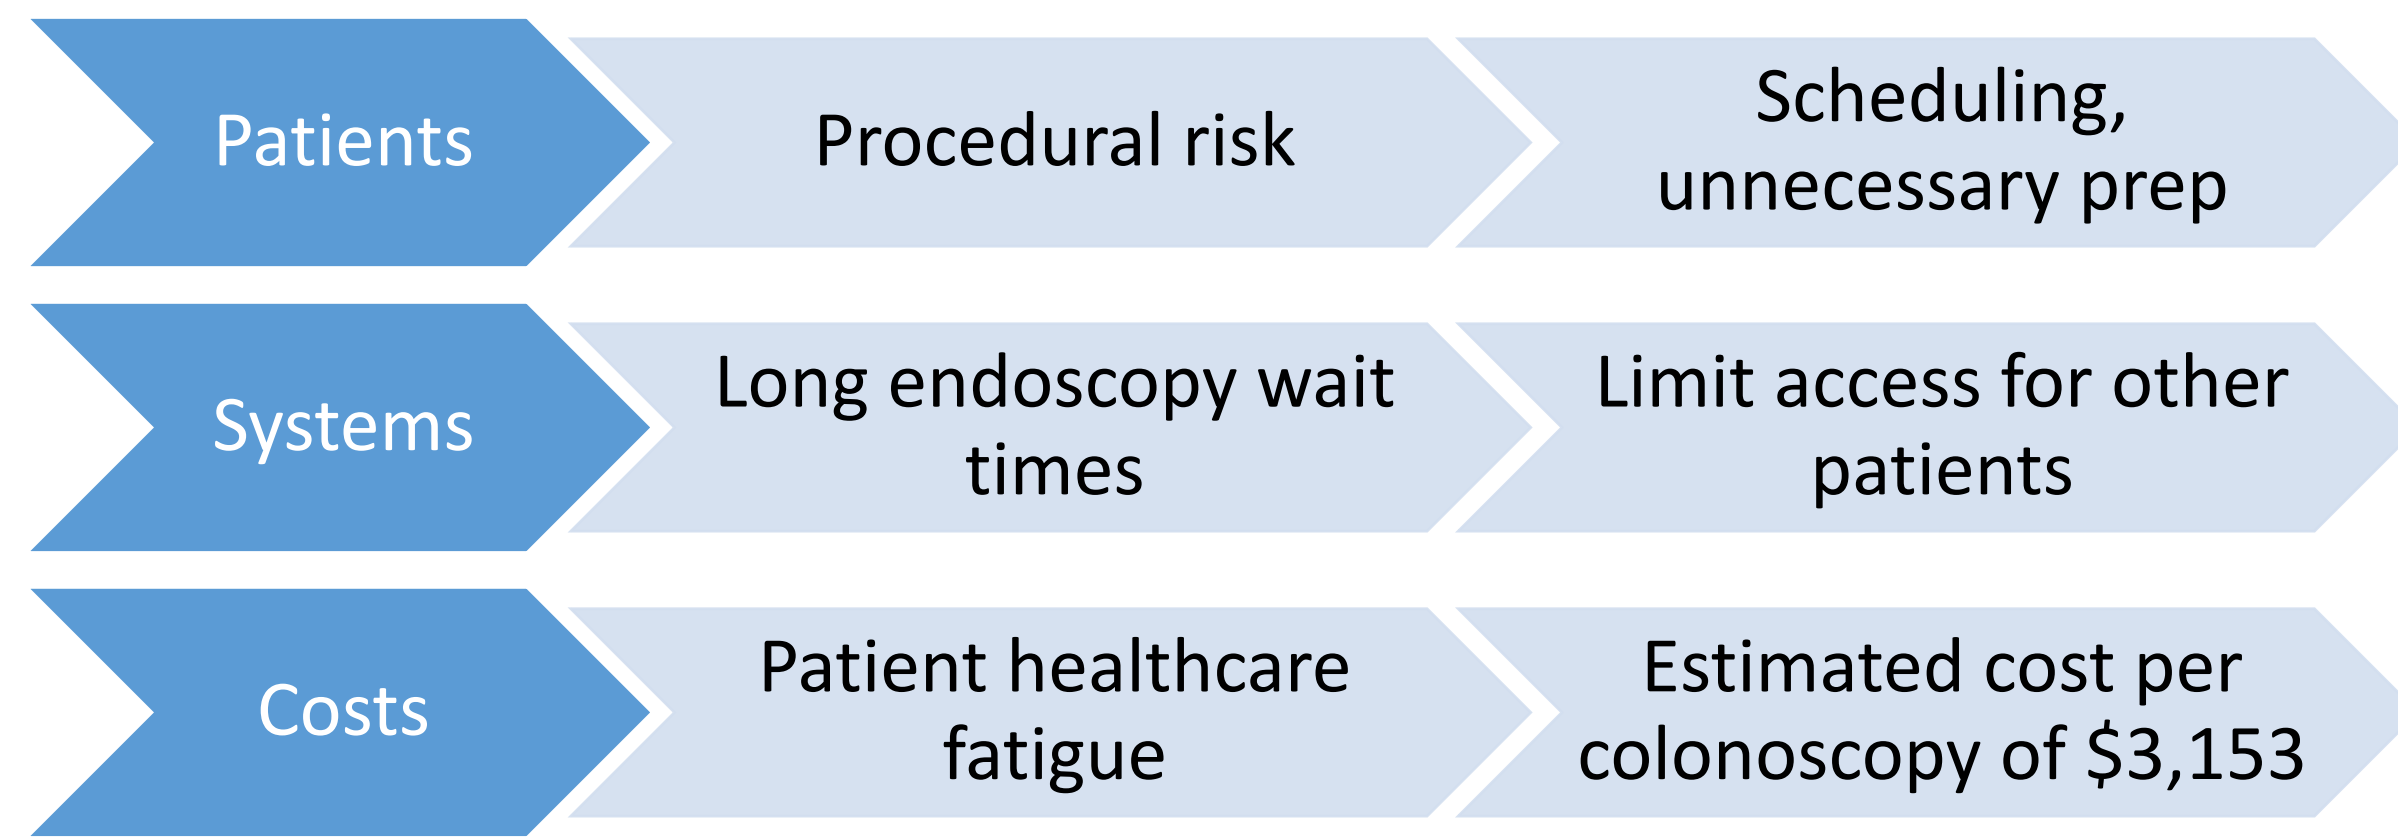 Patients
Procedural risk
Scheduling,
unnecessary prep
Systems
Long endoscopy wait
times
Limit access for other
patients
Costs
Patient healthcare
fatigue
Estimated cost per
colonoscopy of $3,153